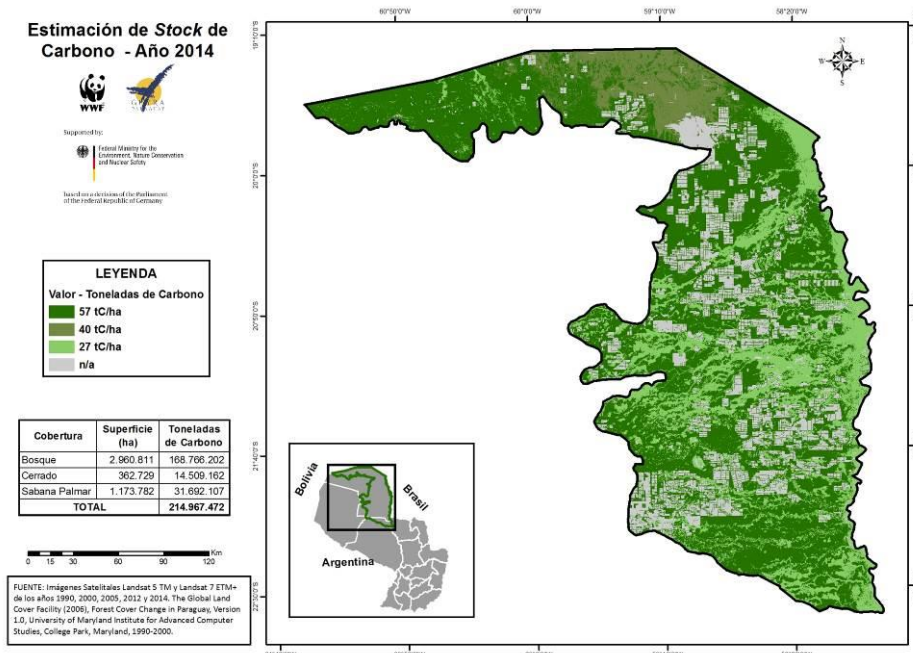 Estimación de Stock de
Carbono - Año 2014
WWF
GUYRA
Supported by:
Federal Ministry for the
Environment, Nature Conservation
and Nuclear Safety
based on a decision of the Parliament
of the Federal Republic of Germany
LEYENDA
Valor - Toneladas de Carbono
57 tC/ha
40 tC/ha
27 tC/ha
n/a
Cobertura Superficie (ha) Toneladas de Carbono
Bosque 2.960.811 168.766.202
Cerrado 362.729 14.509.162
Sabana Palmar 1.173.782 31.692.107
TOTAL 214.967.472
0 15 30 60 90 120 Km
FUENTE: Imágenes Satelitales Landsat 5 TM y Landsat 7 ETM+
de los años 1990, 2000, 2005, 2012 y 2014. The Global Land
Cover Facility (2006), Forest Cover Change in Paraguay, Version
1.0, University of Maryland Institute for Advanced Computer
Studies, College Park, Maryland, 1990-2000.
60°50'0"W 60°0'0"W 59°10'0"W 58°20'0"W
19°10'0"S
20°0'0"S
20°50'0"S
21°40'0"S
22°30'0"S
N
W E
S
Bolivia
Brasil
Argentina